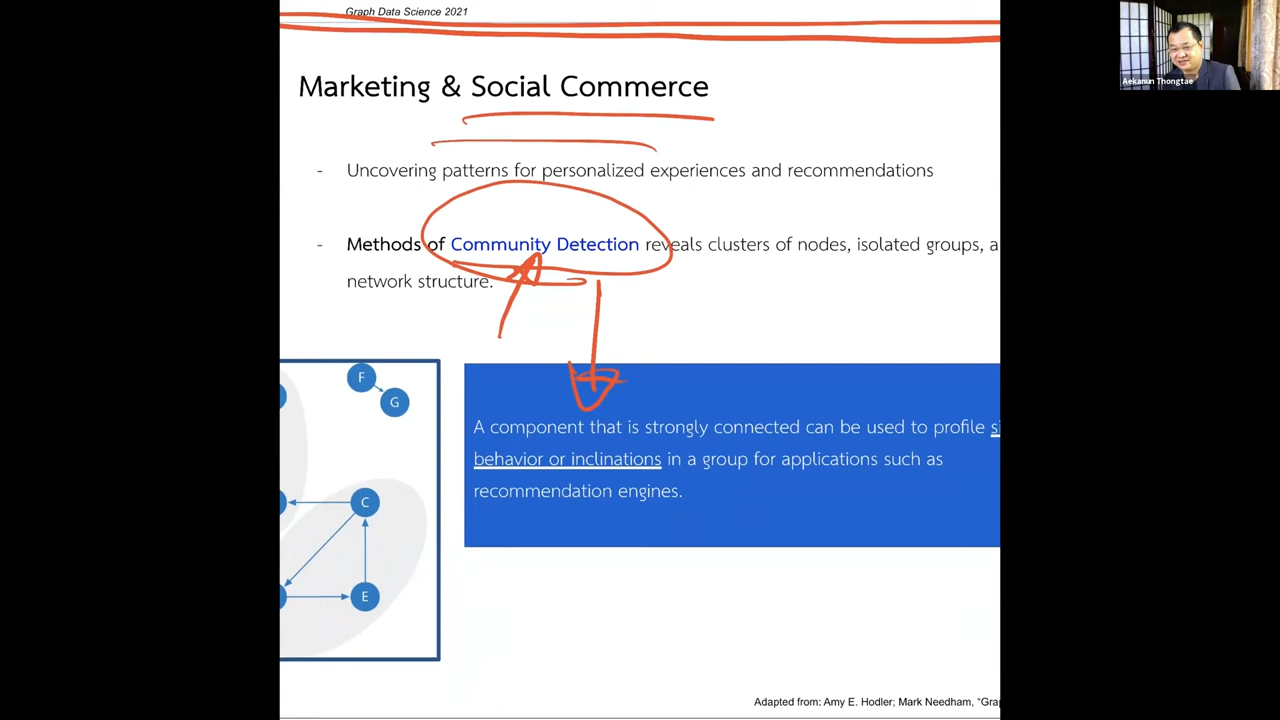 Graph Data Science 2021
Aekanun Thongtae
Marketing & Social Commerce
- Uncovering patterns for personalized experiences and recommendations
- Methods of Community Detection reveals clusters of nodes, isolated groups, a
network structure.
F
G
C
E
A component that is strongly connected can be used to profile
behavior or inclinations in a group for applications such as
recommendation engines.
Adapted from: Amy E. Hodler; Mark Needham, “Gra